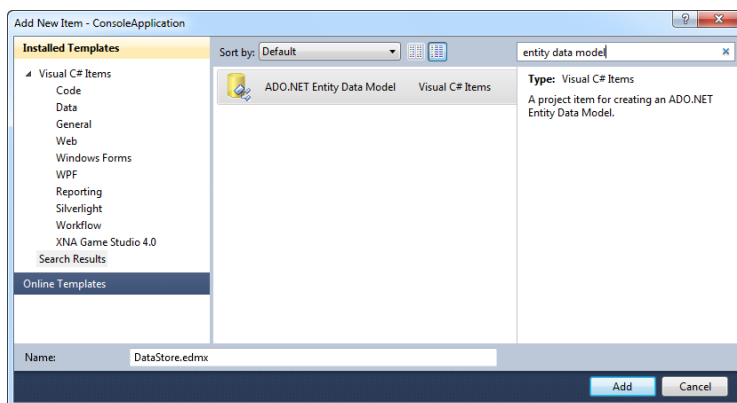 Add New Item - ConsoleApplication
Installed Templates
Visual C# Items
Code
Data
General
Web
Windows Forms
WPF
Reporting
Silverlight
Workflow
XNA Game Studio 4.0
Search Results
Online Templates
Sort by: Default
entity data model
ADO.NET Entity Data Model Visual C# Items
Type: Visual C# Items
A project item for creating an ADO.NET
Entity Data Model.
Name: DataStore.edmx
Add Cancel